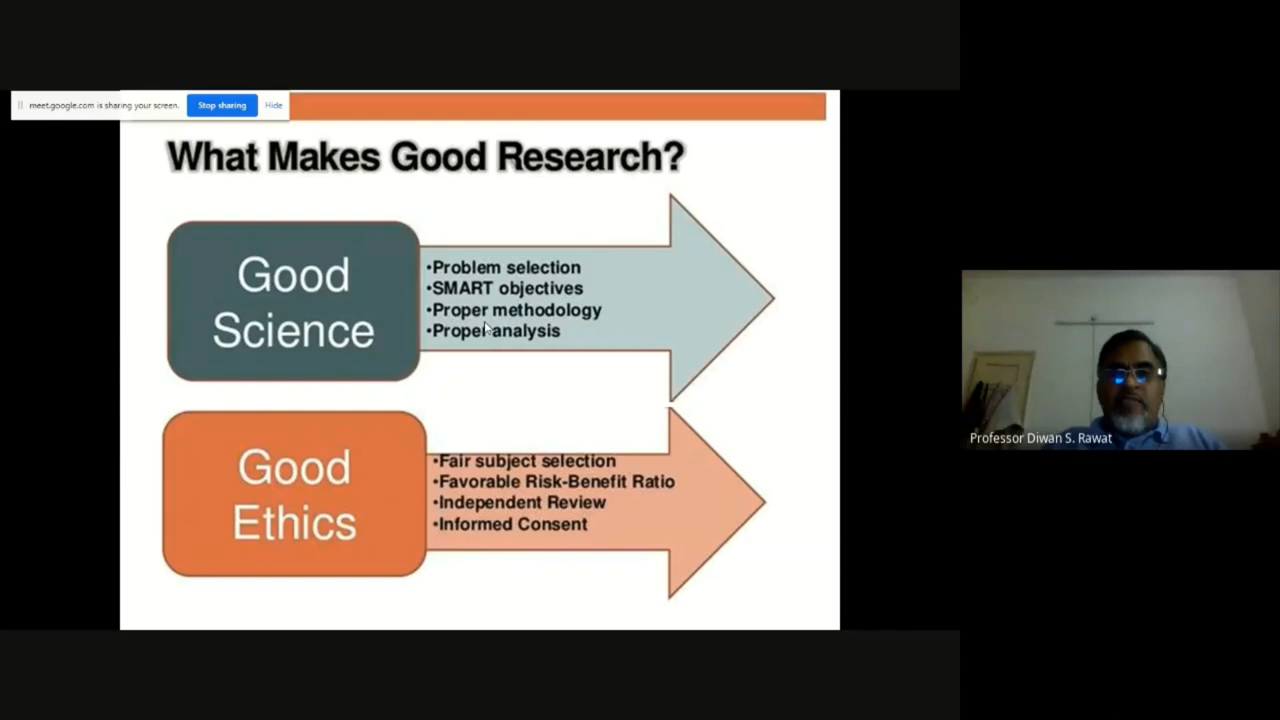 meet.google.com is sharing your screen. Stop sharing Hide
What Makes Good Research?
Good
Science
•Problem selection
•SMART objectives
•Proper methodology
•Proper analysis
Good
Ethics
•Fair subject selection
•Favorable Risk-Benefit Ratio
•Independent Review
•Informed Consent
Professor Diwan S. Rawat